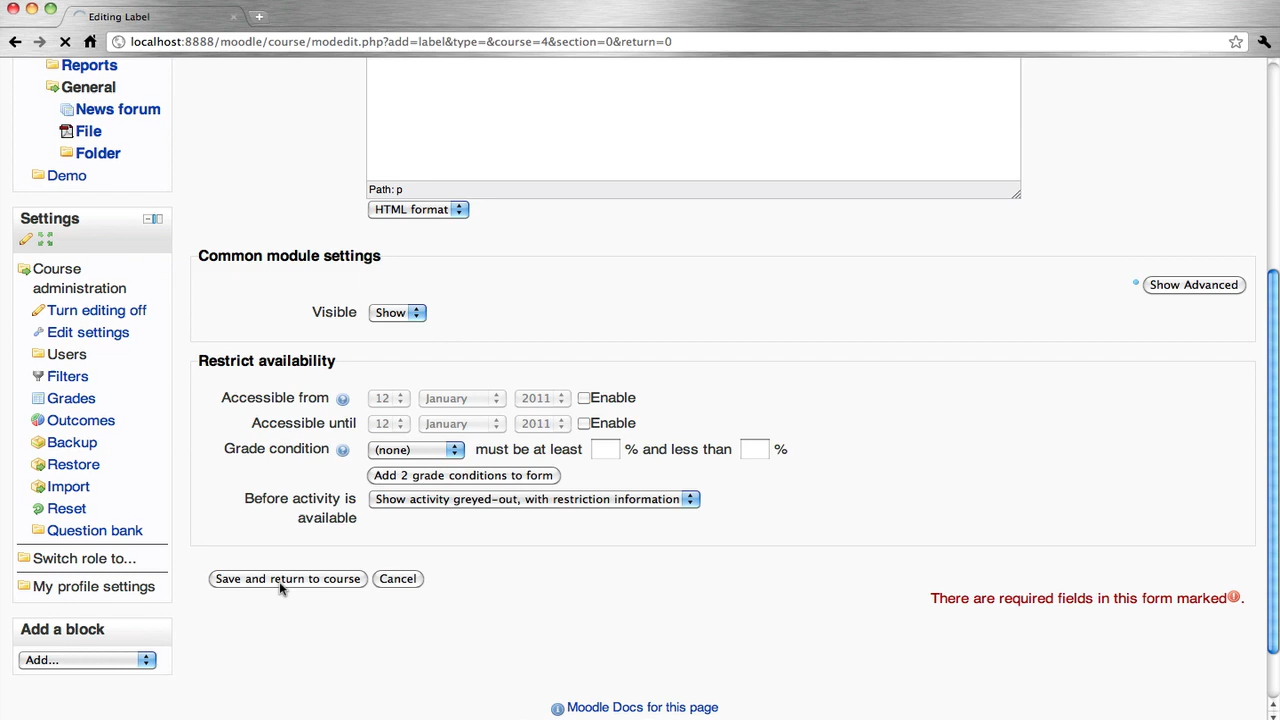 Editing Label
localhost:8888/moodle/course/modedit.php?add=label&type=&course=4&section=0&return=0
Reports
General
News forum
File
Folder
Demo
Settings
Course
administration
Turn editing off
Edit settings
Users
Filters
Grades
Outcomes
Backup
Restore
Import
Reset
Question bank
Switch role to...
My profile settings
Add a block
Add...
Path: p
HTML format
Common module settings
Show Advanced
Visible Show
Restrict availability
Accessible from 12 January 2011 Enable
Accessible until 12 January 2011 Enable
Grade condition (none) must be at least % and less than %
Add 2 grade conditions to form
Before activity is
available
Show activity greyed-out, with restriction information
Save and return to course Cancel
There are required fields in this form marked .
Moodle Docs for this page